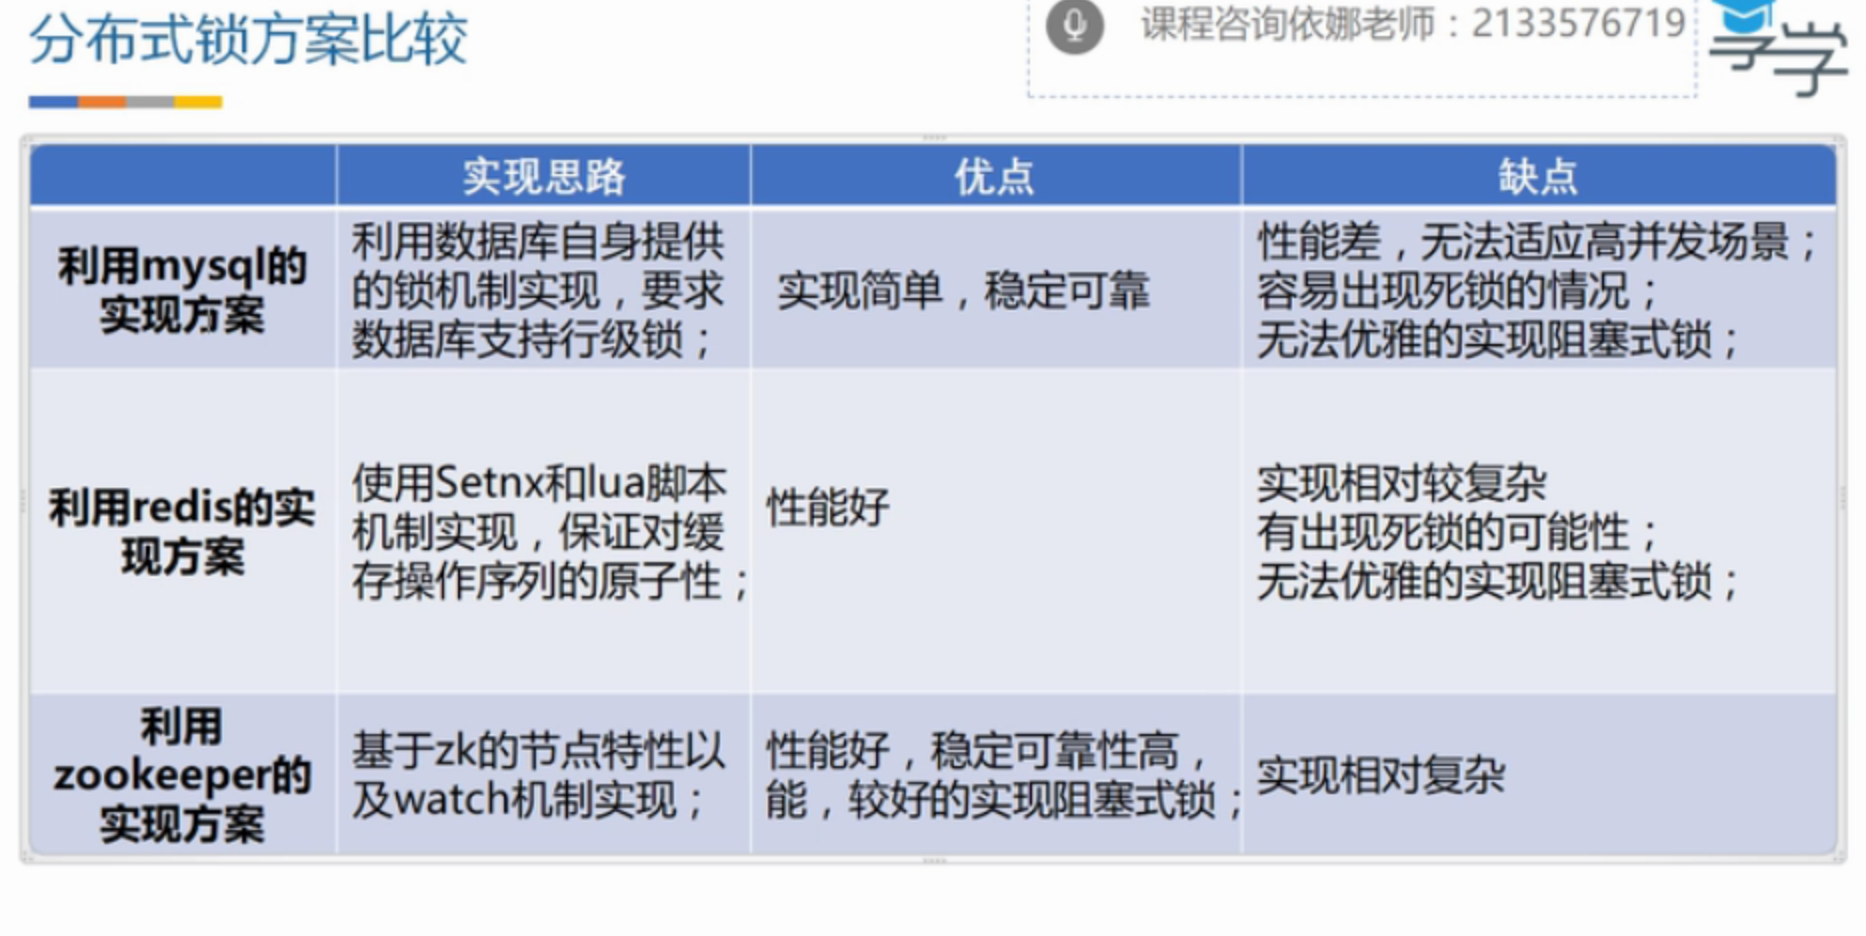 分布式锁方案比较
课程咨询依娜老师：2133576719
学
实现思路
优点
缺点
利用mysql的
实现方案
利用数据库自身提供
的锁机制实现，要求
数据库支持行级锁；
实现简单，稳定可靠
性能差，无法适应高并发场景；
容易出现死锁的情况；
无法优雅的实现阻塞式锁；
利用redis的实
现方案
使用Setnx和lua脚本
机制实现，保证对缓
存操作序列的原子性；
性能好
实现相对较复杂
有出现死锁的可能性；
无法优雅的实现阻塞式锁；
利用
zookeeper的
实现方案
基于zk的节点特性以
及watch机制实现；
性能好，稳定可靠性高，
能，较好的实现阻塞式锁；
实现相对复杂